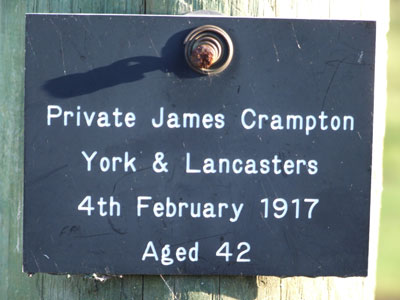 Private James Crampton
York & Lancasters
4th February 1917
Aged 42